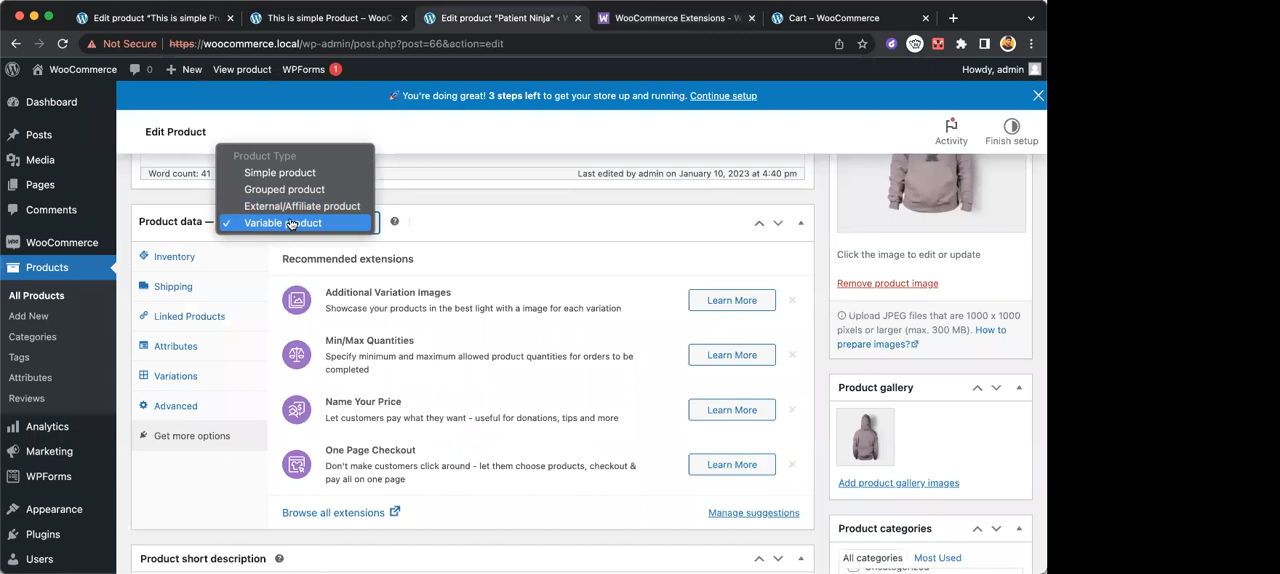 Edit product "This is simple Pr
This is simple Product – WooC
Edit product "Patient Ninja" ‹ W
WooCommerce Extensions - W
Cart – WooCommerce
Not Secure
https://woocommerce.local/wp-admin/post.php?post=66&action=edit
WooCommerce
0
New
View product
WPForms 1
Howdy, admin
🚀 You're doing great! 3 steps left to get your store up and running. Continue setup
Edit Product
Activity
Finish setup
Dashboard
Posts
Media
Pages
Comments
WooCommerce
Products
All Products
Add New
Categories
Tags
Attributes
Reviews
Analytics
Marketing
WPForms
Appearance
Plugins
Users
Word count: 41
Last edited by admin on January 10, 2023 at 4:40 pm
Product Type
Simple product
Grouped product
External/Affiliate product
✓ Variable product
Product data —
Inventory
Shipping
Linked Products
Attributes
Variations
Advanced
Get more options
Recommended extensions
Additional Variation Images
Showcase your products in the best light with a image for each variation
Learn More
Min/Max Quantities
Specify minimum and maximum allowed product quantities for orders to be
completed
Learn More
Name Your Price
Let customers pay what they want - useful for donations, tips and more
Learn More
One Page Checkout
Don't make customers click around - let them choose products, checkout &
pay all on one page
Learn More
Browse all extensions
Manage suggestions
Product short description
Click the image to edit or update
Remove product image
Upload JPEG files that are 1000 x 1000
pixels or larger (max. 300 MB). How to
prepare images?
Product gallery
Add product gallery images
Product categories
All categories
Most Used
Uncategorized